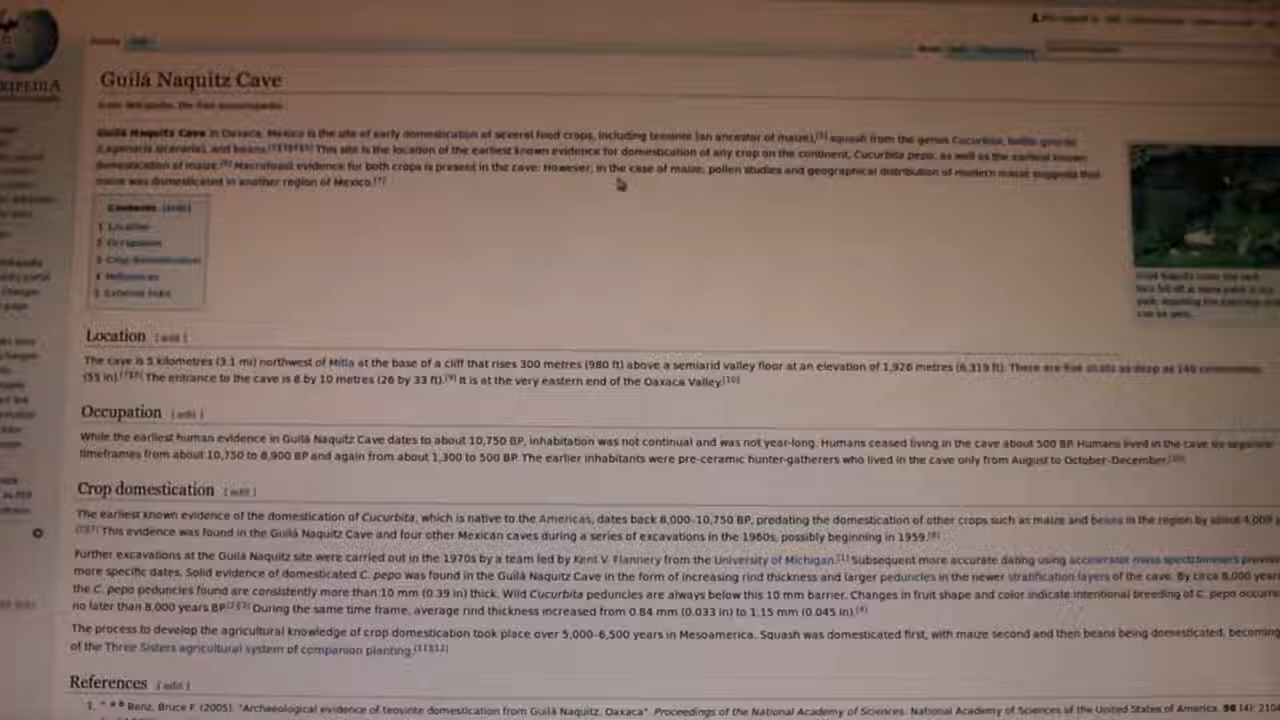 Guilá Naquitz Cave
Guilá Naquitz Cave in Oaxaca, Mexico is the site of early domestication of several food crops, including teosinte (an ancestor of maize),[1] squash from the genus Cucurbita, bottle gourds
(Lagenaria siceraria), and beans. This site is the location of the earliest known evidence for domestication of any crop on the continent, Cucurbita pepo, as well as the earliest known
domestication of maize. Macrofossil evidence for both crops is present in the cave. However, in the case of maize, pollen studies and geographical distribution of modern maize suggests that
maize was domesticated in another region of Mexico.
Contents [hide]
1 Location
2 Occupation
3 Crop domestication
4 References
5 External links
Location [ edit ]
The cave is 5 kilometres (3.1 mi) northwest of Mitla at the base of a cliff that rises 300 metres (980 ft) above a semiarid valley floor at an elevation of 1,926 metres (6,319 ft). There are five strata as deep as 140
(55 in). The entrance to the cave is 8 by 10 metres (26 by 33 ft).[9] It is at the very eastern end of the Oaxaca Valley.[10]
Occupation [ edit ]
While the earliest human evidence in Guilá Naquitz Cave dates to about 10,750 BP, inhabitation was not continual and was not year-long. Humans ceased living in the cave about 500 BP. Humans lived in the cave six separate
timeframes from about 10,750 to 8,900 BP and again from about 1,300 to 500 BP. The earlier inhabitants were pre-ceramic hunter-gatherers who lived in the cave only from August to October–December.
Crop domestication [ edit ]
The earliest known evidence of the domestication of Cucurbita, which is native to the Americas, dates back 8,000–10,750 BP, predating the domestication of other crops such as maize and beans in the region by about 4,000
This evidence was found in the Guilá Naquitz Cave and four other Mexican caves during a series of excavations in the 1960s, possibly beginning in 1959.
Further excavations at the Guilá Naquitz site were carried out in the 1970s by a team led by Kent V. Flannery from the University of Michigan.[1] Subsequent more accurate dating using accelerator mass spectrometers
more specific dates. Solid evidence of domesticated C. pepo was found in the Guilá Naquitz Cave in the form of increasing rind thickness and larger peduncles in the newer stratification layers of the cave. By circa 8,000 years
the C. pepo peduncles found are consistently more than 10 mm (0.39 in) thick. Wild Cucurbita peduncles are always below this 10 mm barrier. Changes in fruit shape and color indicate intentional breeding of C. pepo
no later than 8,000 years BP. During the same time frame, average rind thickness increased from 0.84 mm (0.033 in) to 1.15 mm (0.045 in).
The process to develop the agricultural knowledge of crop domestication took place over 5,000–6,500 years in Mesoamerica. Squash was domesticated first, with maize second and then beans being domesticated, becoming
of the Three Sisters agricultural system of companion planting.[11][12]
References [ edit ]
1. ^ a b Benz, Bruce F. (2005). "Archaeological evidence of teosinte domestication from Guilá Naquitz, Oaxaca". Proceedings of the National Academy of Sciences. National Academy of Sciences of the United States of America. 98 (4):